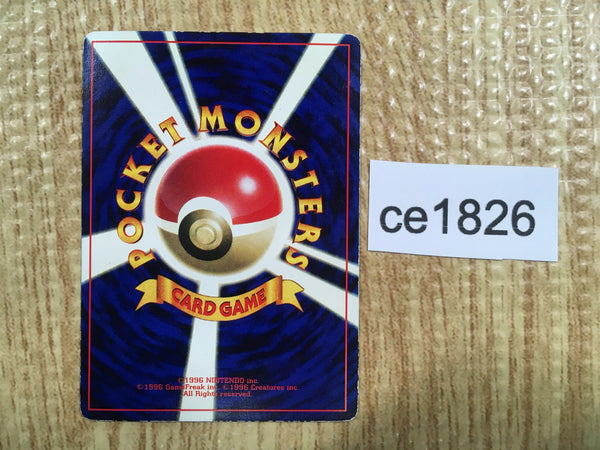 POCKET MONSTERS
CARD GAME
©1996 NINTENDO inc.
©1996 GameFreak inc. ©1996 Creatures inc.
All Rights reserved.
ce1826